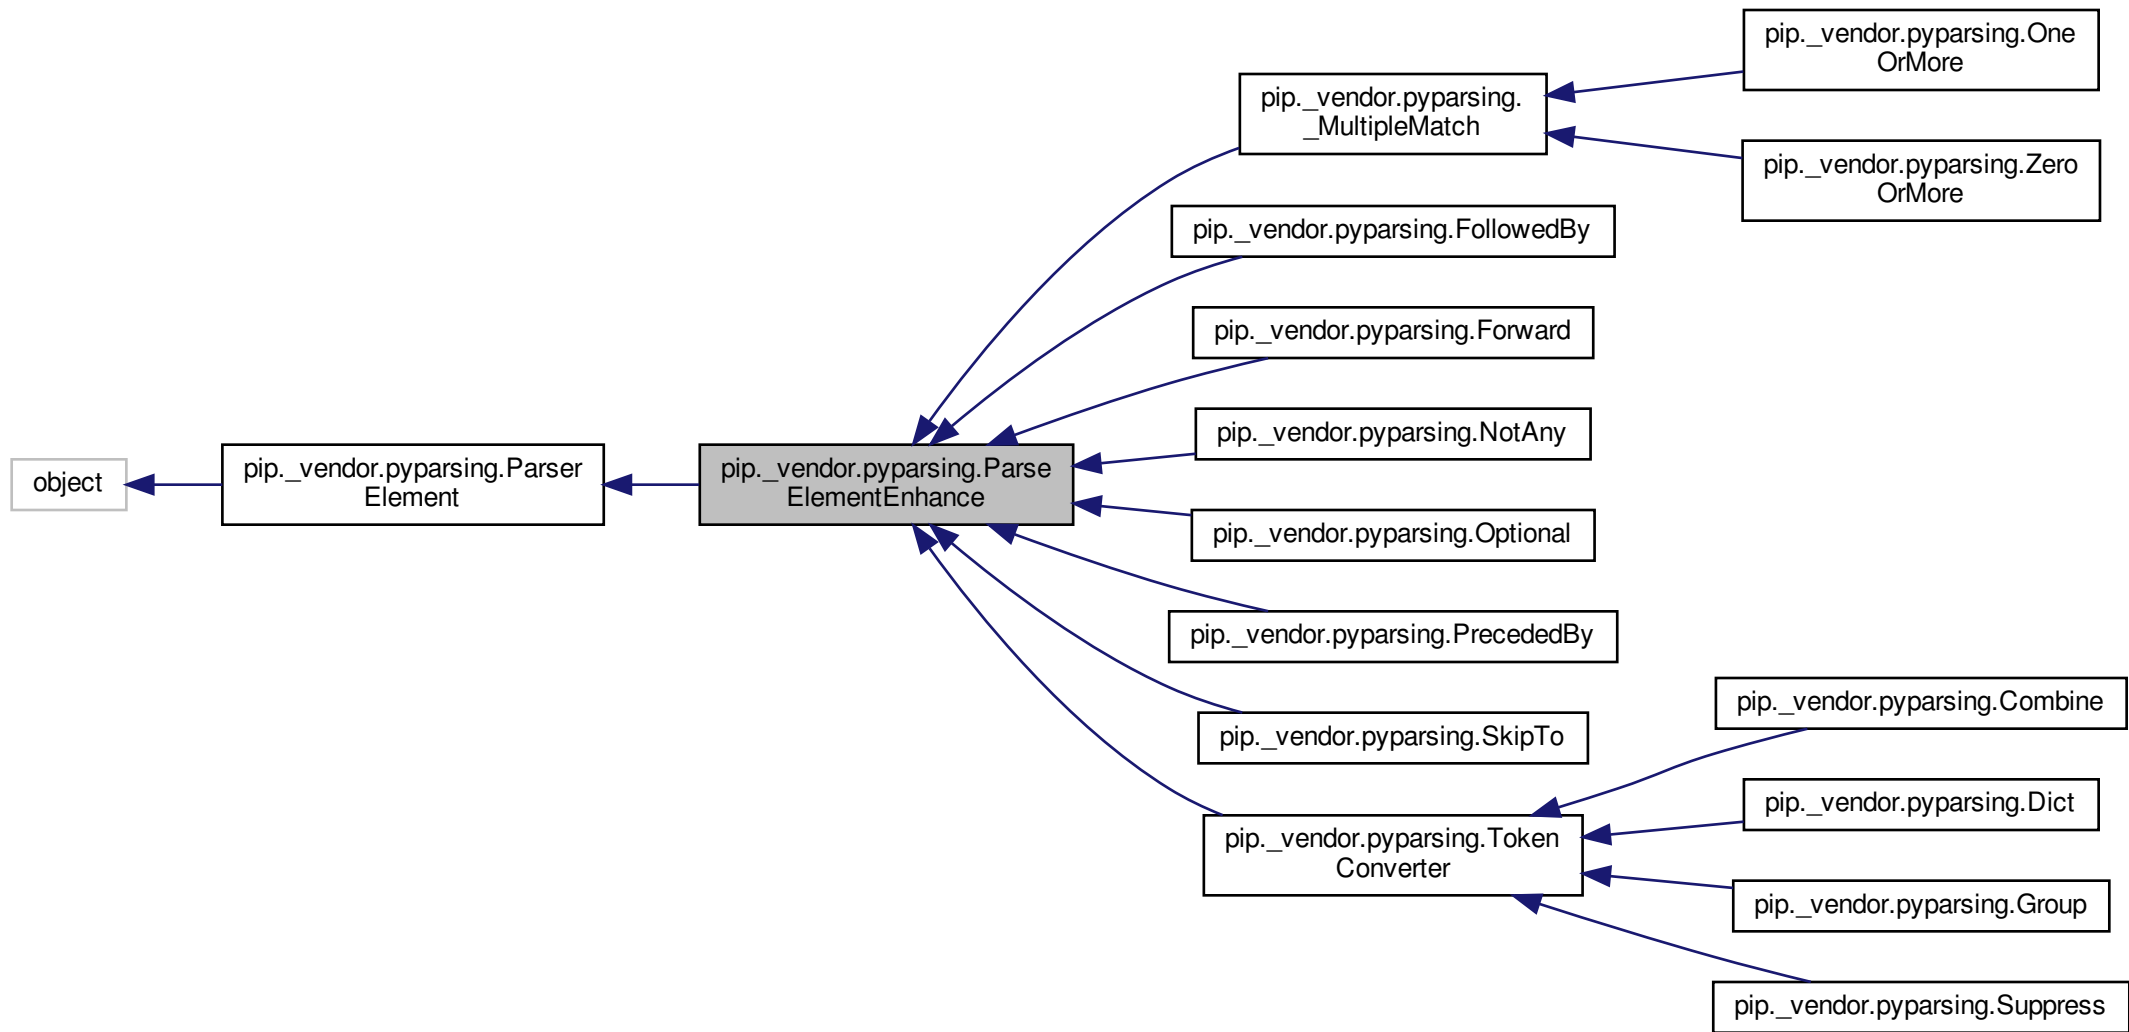 object
pip._vendor.pyparsing.Parser
Element
pip._vendor.pyparsing.Parse
ElementEnhance
pip._vendor.pyparsing.
_MultipleMatch
pip._vendor.pyparsing.One
OrMore
pip._vendor.pyparsing.Zero
OrMore
pip._vendor.pyparsing.FollowedBy
pip._vendor.pyparsing.Forward
pip._vendor.pyparsing.NotAny
pip._vendor.pyparsing.Optional
pip._vendor.pyparsing.PrecededBy
pip._vendor.pyparsing.SkipTo
pip._vendor.pyparsing.Token
Converter
pip._vendor.pyparsing.Combine
pip._vendor.pyparsing.Dict
pip._vendor.pyparsing.Group
pip._vendor.pyparsing.Suppress